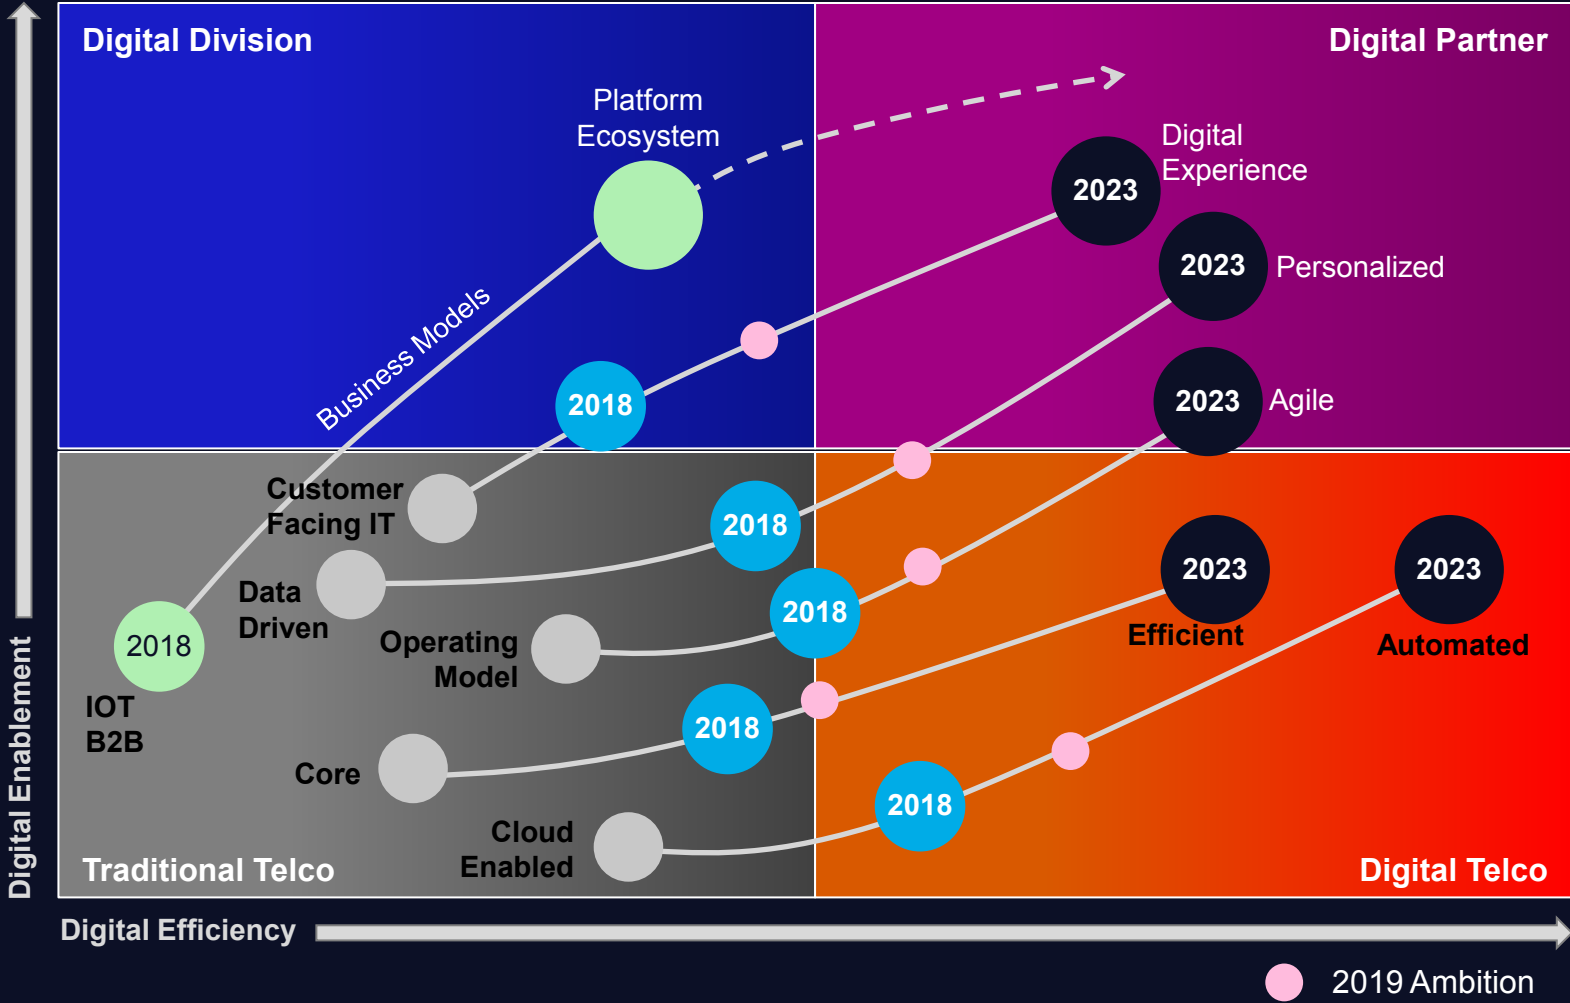 Digital Division
Digital Partner
Platform
Ecosystem
Digital
Experience
2023
2023
Personalized
Business Models
2018
2023
Agile
Customer
Facing IT
2018
Data
Driven
2023
Efficient
2023
Automated
2018
Operating
Model
2018
IOT
B2B
2018
Core
2018
Cloud
Enabled
Traditional Telco
Digital Telco
Digital Enablement
Digital Efficiency
2019 Ambition